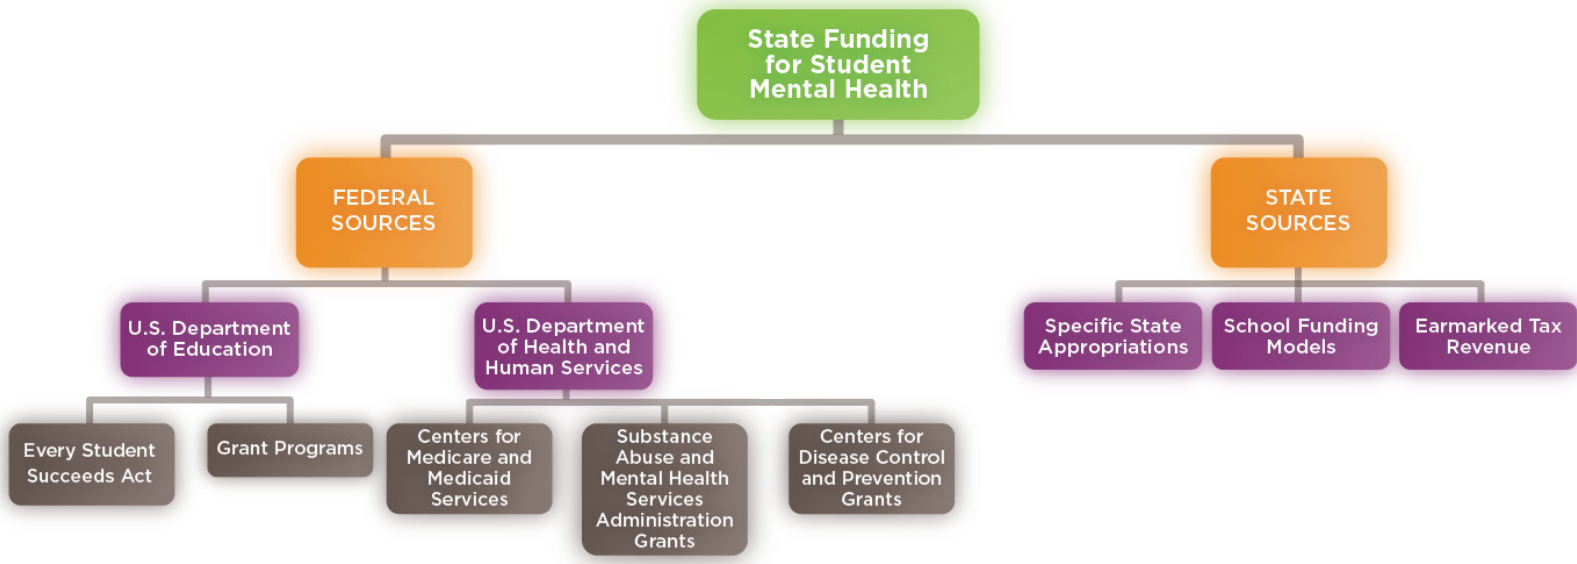 State Funding
for Student
Mental Health
FEDERAL
SOURCES
STATE
SOURCES
U.S. Department
of Education
U.S. Department
of Health and
Human Services
Specific State
Appropriations
School Funding
Models
Earmarked Tax
Revenue
Every Student
Succeeds Act
Grant Programs
Centers for
Medicare and
Medicaid
Services
Substance
Abuse and
Mental Health
Services
Administration
Grants
Centers for
Disease Control
and Prevention
Grants